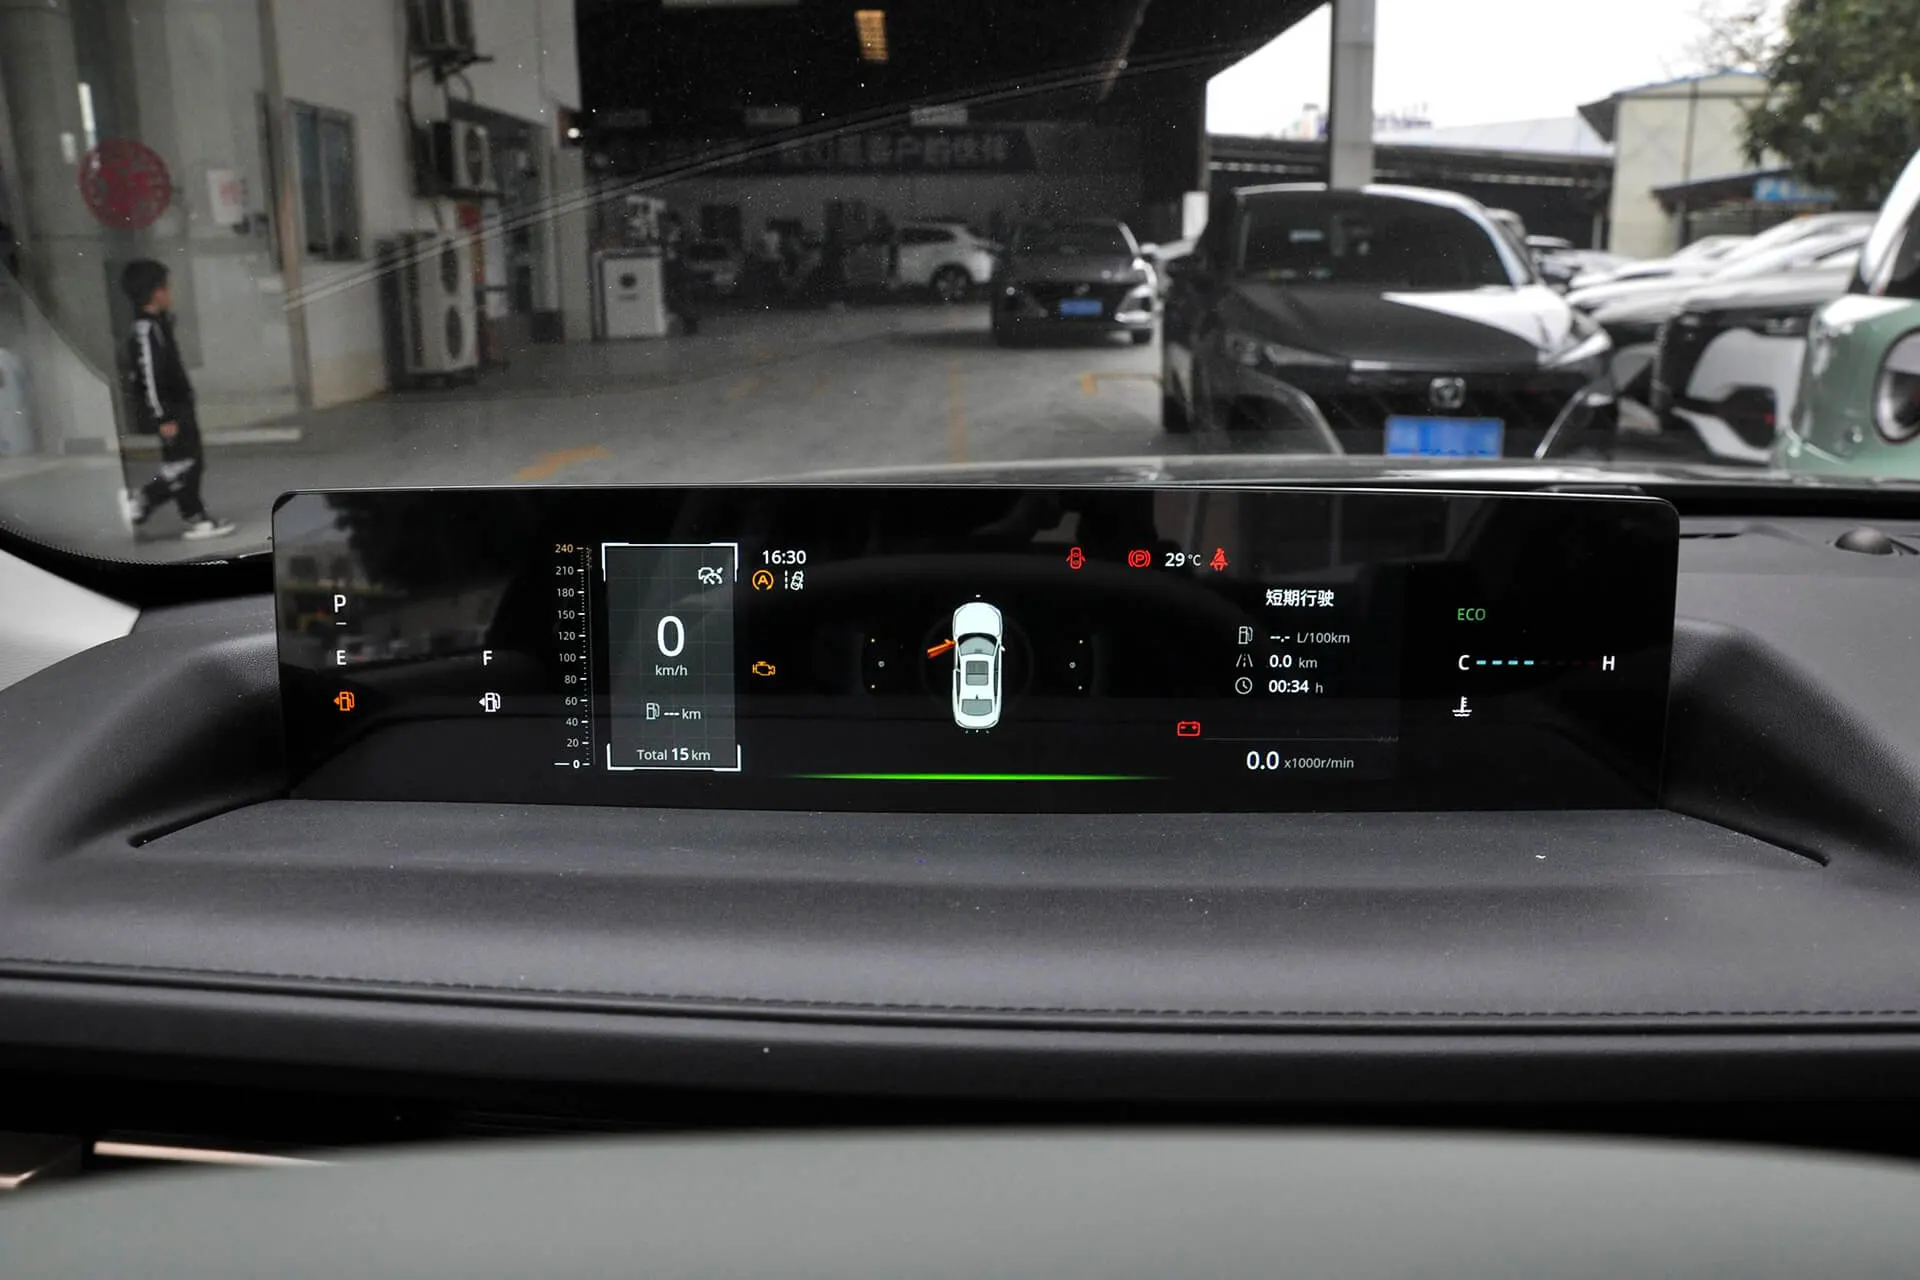 240
210
180
150
120
100
80
60
40
20
0
P
E
F
0
km/h
--- km
Total 15 km
16:30
A
P
29°C
短期行驶
--.- L/100km
0.0 km
00:34 h
0.0 x1000r/min
ECO
C
H